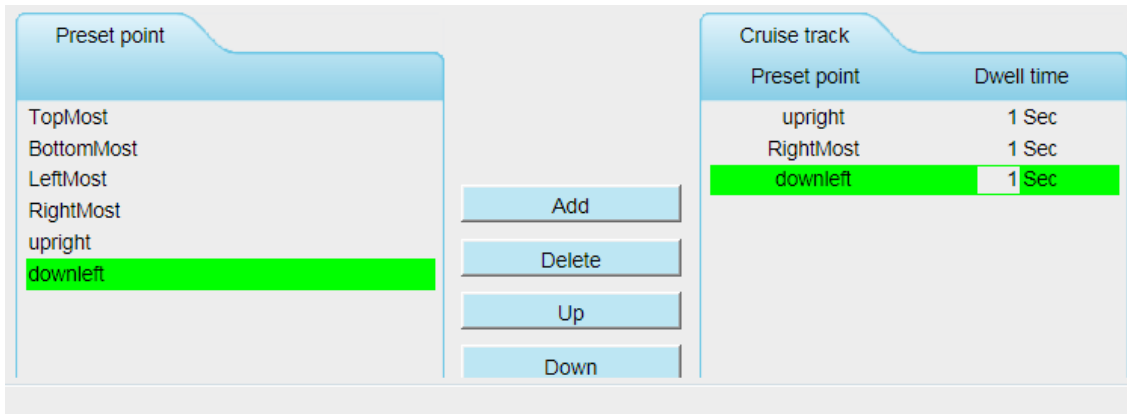 Preset point
TopMost
BottomMost
LeftMost
RightMost
upright
downleft
Add
Delete
Up
Down
Cruise track
Preset point Dwell time
upright 1 Sec
RightMost 1 Sec
downleft 1 Sec